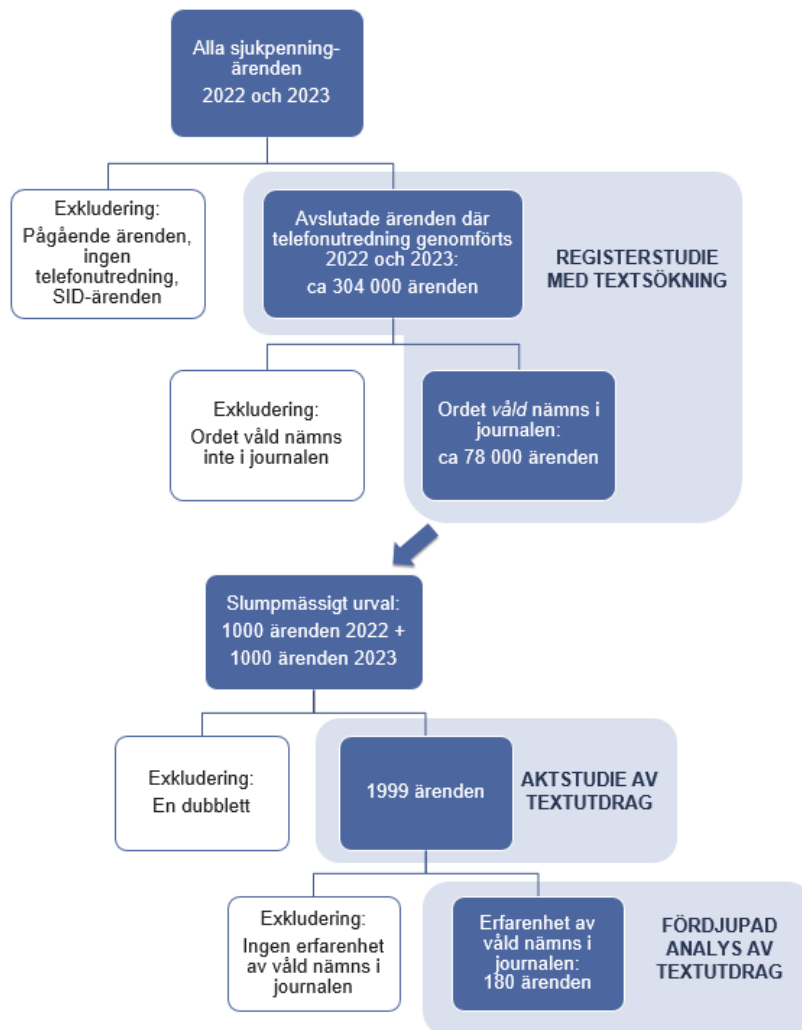 Alla sjukpenning-
ärenden
2022 och 2023
Exkludering:
Pågående ärenden,
ingen
telefonutredning,
SID-ärenden
Avslutade ärenden där
telefonutredning genomförts
2022 och 2023:
ca 304 000 ärenden
REGISTERSTUDIE
MED TEXTSÖKNING
Exkludering:
Ordet våld nämns
inte i journalen
Ordet våld nämns i
journalen:
ca 78 000 ärenden
Slumpmässigt urval:
1000 ärenden 2022 +
1000 ärenden 2023
Exkludering:
En dubblett
1999 ärenden
AKTSTUDIE AV
TEXTUTDRAG
Exkludering:
Ingen erfarenhet
av våld nämns i
journalen
Erfarenhet av
våld nämns i
journalen:
180 ärenden
FÖRDJUPAD
ANALYS AV
TEXTUTDRAG